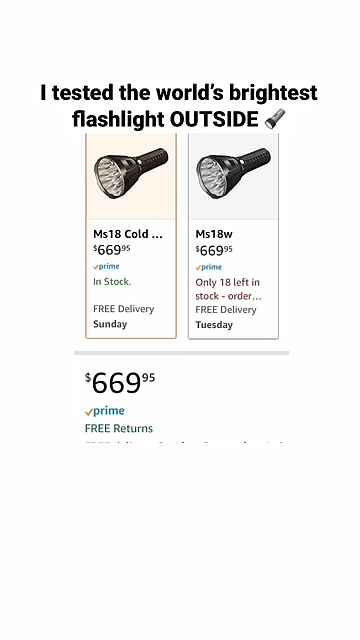 I tested the world's brightest
flashlight OUTSIDE 🔦
Ms18 Cold ...
$66995
prime
In Stock.
FREE Delivery
Sunday
Ms18w
$66995
prime
Only 18 left in
stock - order...
FREE Delivery
Tuesday
$66995
prime
FREE Returns